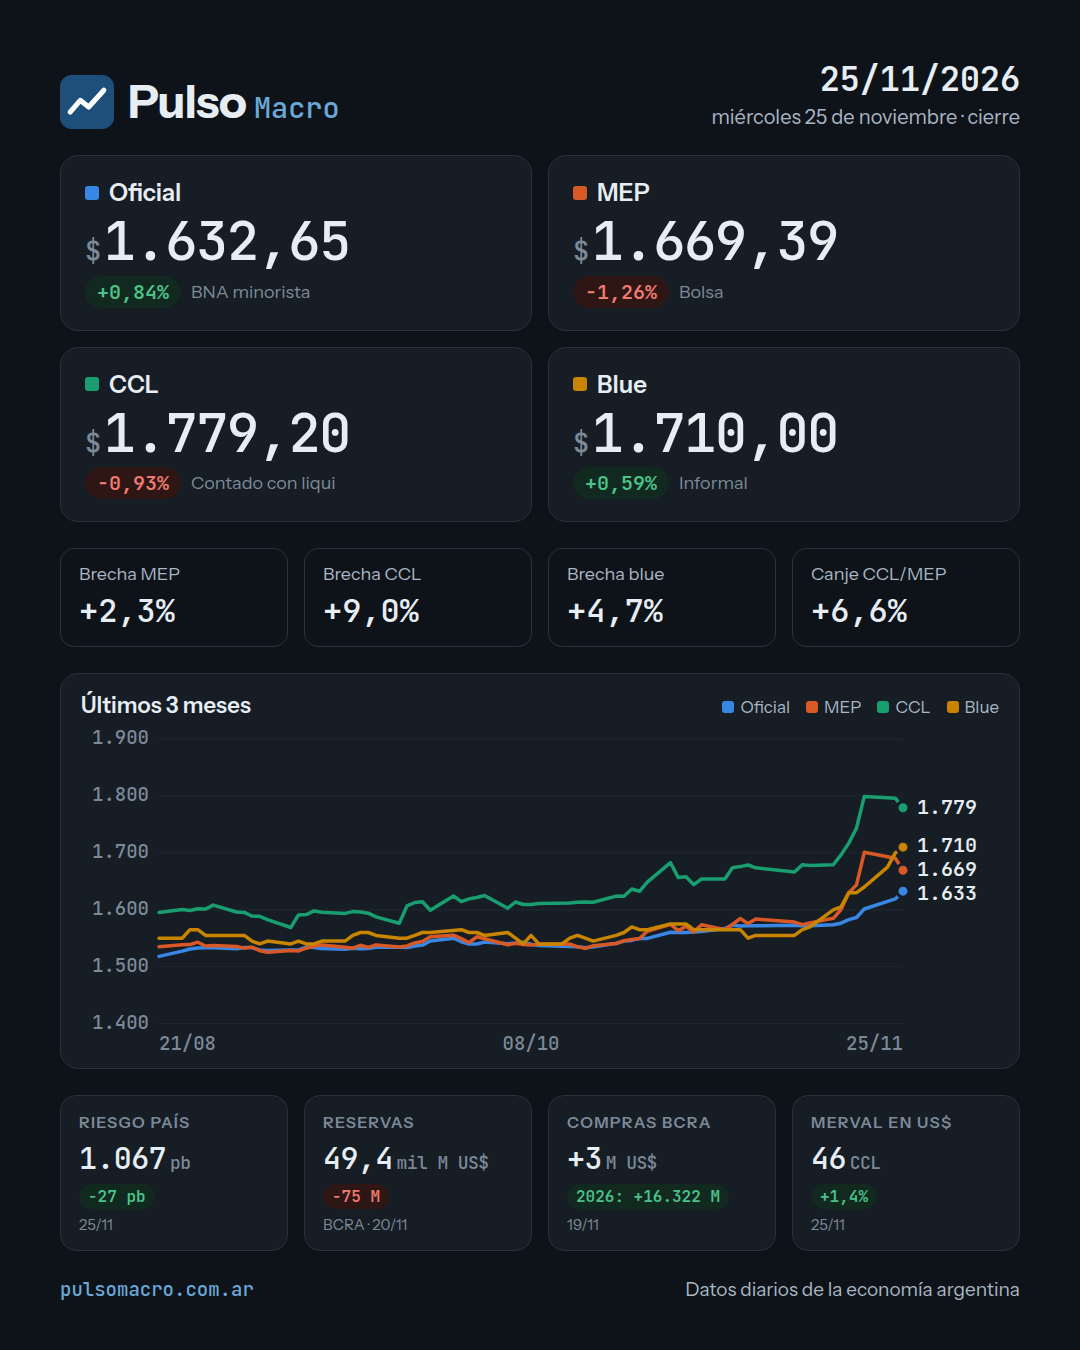 Pulso Macro
25/11/2026
miércoles 25 de noviembre · cierre
Oficial
$1.632,65
+0,84% BNA minorista
MEP
$1.669,39
-1,26% Bolsa
CCL
$1.779,20
-0,93% Contado con liqui
Blue
$1.710,00
+0,59% Informal
Brecha MEP
+2,3%
Brecha CCL
+9,0%
Brecha blue
+4,7%
Canje CCL/MEP
+6,6%
Últimos 3 meses
Oficial MEP CCL Blue
1.900
1.800
1.700
1.600
1.500
1.400
1.779
1.710
1.669
1.633
21/08 08/10 25/11
RIESGO PAÍS
1.067 pb
-27 pb
25/11
RESERVAS
49,4 mil M US$
-75 M
BCRA · 20/11
COMPRAS BCRA
+3 M US$
2026: +16.322 M
19/11
MERVAL EN US$
46 CCL
+1,4%
25/11
pulsomacro.com.ar
Datos diarios de la economía argentina